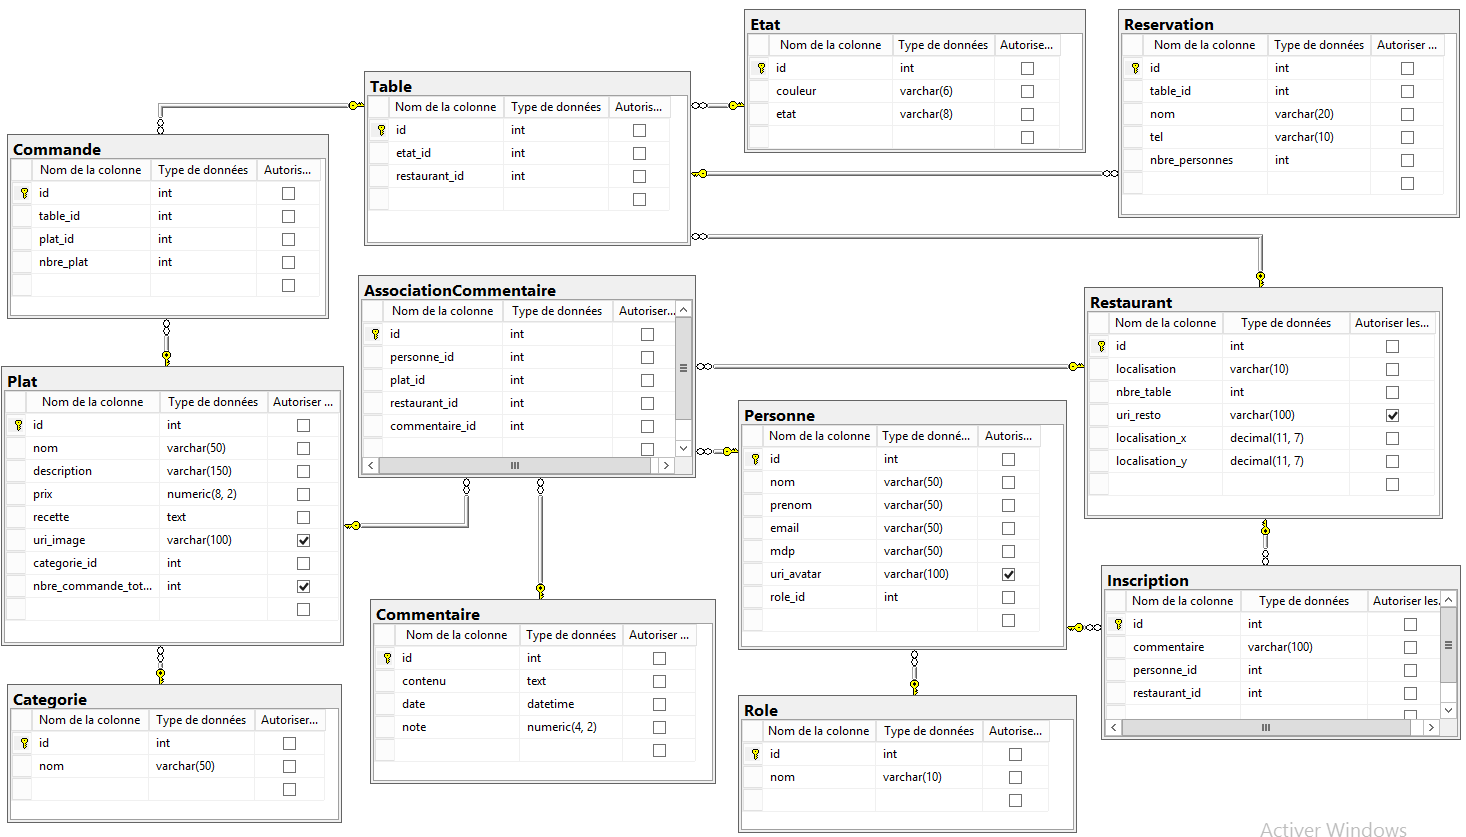 Etat
Nom de la colonne Type de données Autorise...
id int
couleur varchar(6)
etat varchar(8)
Reservation
Nom de la colonne Type de données Autoriser ...
id int
table_id int
nom varchar(20)
tel varchar(10)
nbre_personnes int
Table
Nom de la colonne Type de données Autoris...
id int
etat_id int
restaurant_id int
Commande
Nom de la colonne Type de données Autoris...
id int
table_id int
plat_id int
nbre_plat int
AssociationCommentaire
Nom de la colonne Type de données Autoriser...
id int
personne_id int
plat_id int
restaurant_id int
commentaire_id int
Restaurant
Nom de la colonne Type de données Autoriser les...
id int
localisation varchar(10)
nbre_table int
uri_resto varchar(100)
localisation_x decimal(11, 7)
localisation_y decimal(11, 7)
Plat
Nom de la colonne Type de données Autoriser ...
id int
nom varchar(50)
description varchar(150)
prix numeric(8, 2)
recette text
uri_image varchar(100)
categorie_id int
nbre_commande_tot... int
Personne
Nom de la colonne Type de donné... Autoris...
id int
nom varchar(50)
prenom varchar(50)
email varchar(50)
mdp varchar(50)
uri_avatar varchar(100)
role_id int
Inscription
Nom de la colonne Type de données Autoriser les.
id int
commentaire varchar(100)
personne_id int
restaurant_id int
Commentaire
Nom de la colonne Type de données Autoriser ...
id int
contenu text
date datetime
note numeric(4, 2)
Categorie
Nom de la colonne Type de données Autoriser...
id int
nom varchar(50)
Role
Nom de la colonne Type de données Autorise...
id int
nom varchar(10)
Activer Windows